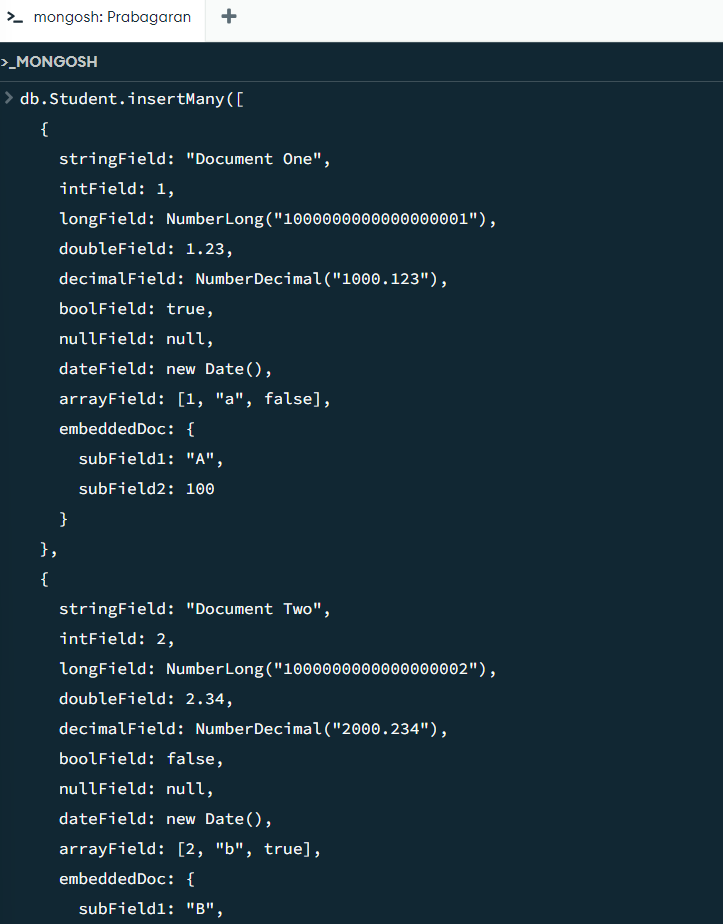 >_ mongosh: Prabagaran +
>_MONGOSH
> db.Student.insertMany([
{
stringField: "Document One",
intField: 1,
longField: NumberLong("1000000000000000001"),
doubleField: 1.23,
decimalField: NumberDecimal("1000.123"),
boolField: true,
nullField: null,
dateField: new Date(),
arrayField: [1, "a", false],
embeddedDoc: {
subField1: "A",
subField2: 100
}
},
{
stringField: "Document Two",
intField: 2,
longField: NumberLong("1000000000000000002"),
doubleField: 2.34,
decimalField: NumberDecimal("2000.234"),
boolField: false,
nullField: null,
dateField: new Date(),
arrayField: [2, "b", true],
embeddedDoc: {
subField1: "B",